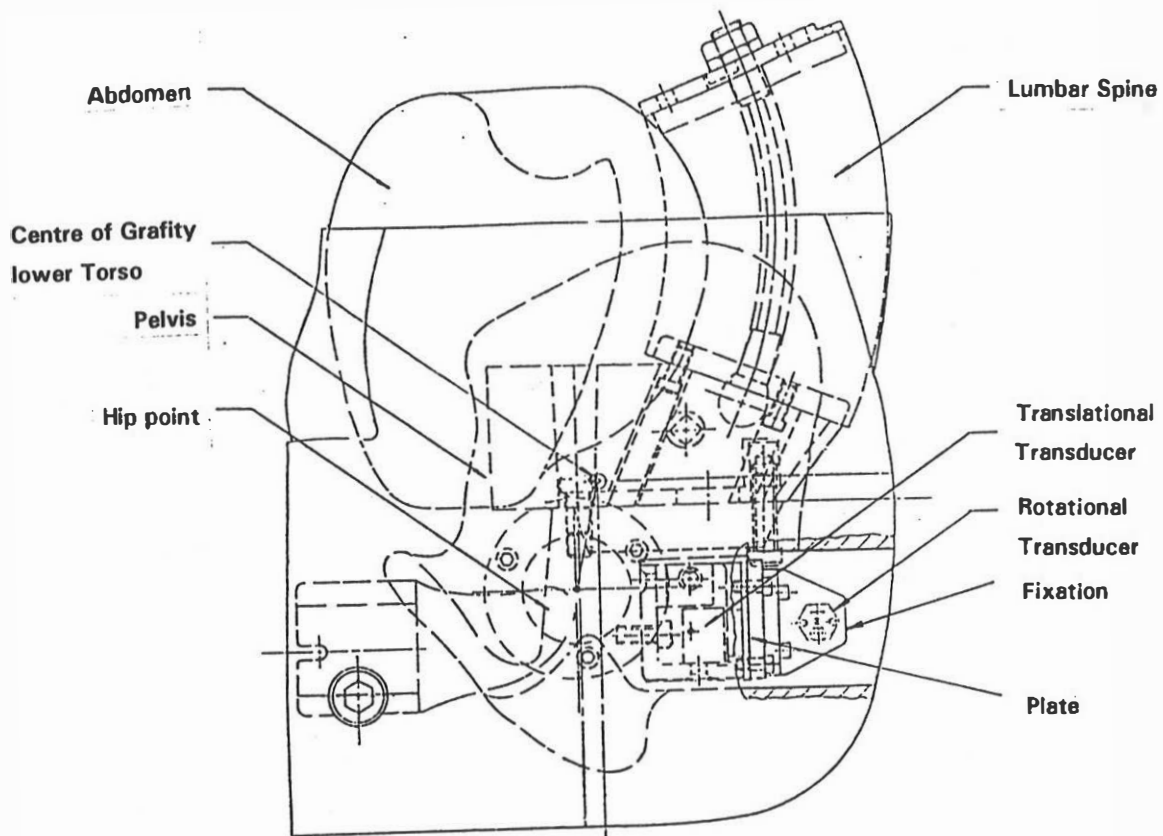 Abdomen
Centre of Grafity
lower Torso
Pelvis
Hip point
Lumbar Spine
Translational
Transducer
Rotational
Transducer
Fixation
Plate